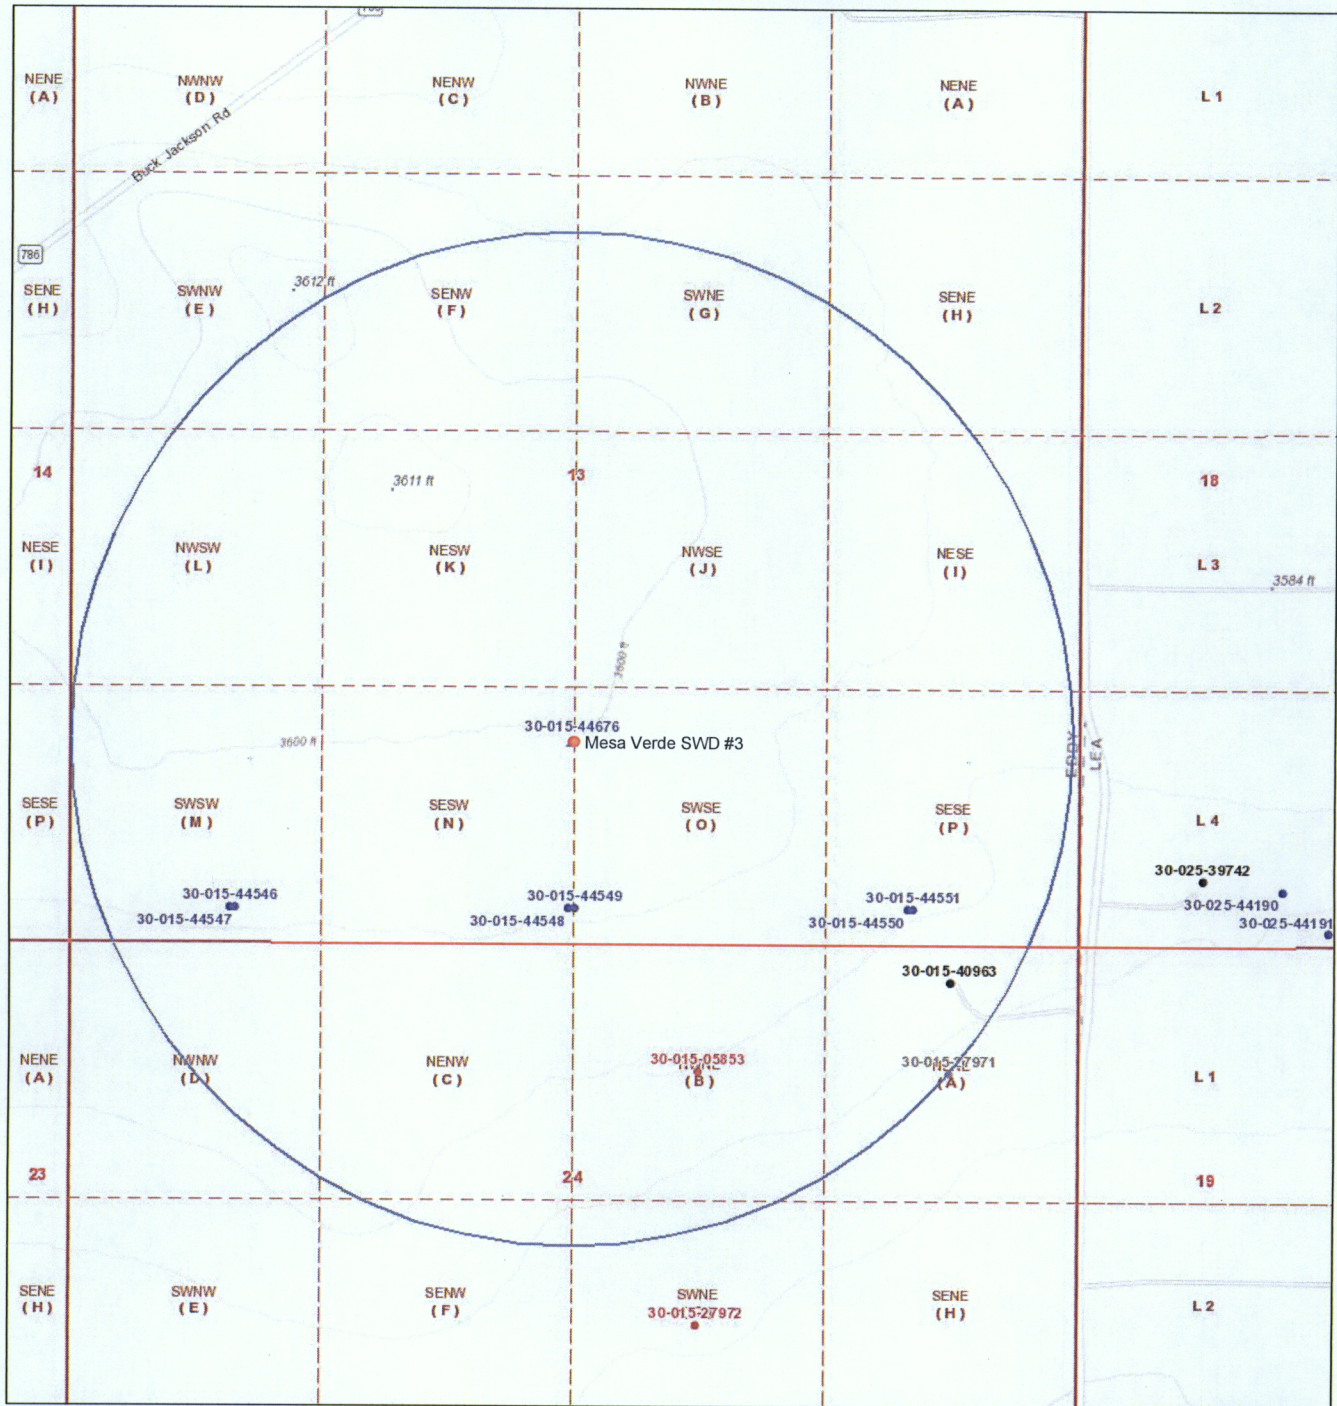 NENE
(A)
NWNW
(D)
NENW
(C)
NWNE
(B)
NENE
(A)
L 1
Buck Jackson Rd
786
SENE
(H)
SWNW
(E)
3612 ft
SENW
(F)
SWNE
(G)
SENE
(H)
L 2
14
3611 ft
13
18
NESE
(I)
NWSW
(L)
NESW
(K)
NWSE
(J)
NESE
(I)
L 3
3584 ft
3600 ft
30-015-44676
Mesa Verde SWD #3
3600 ft
EDDY
LEA
SESE
(P)
SWSW
(M)
SESW
(N)
SWSE
(O)
SESE
(P)
L 4
30-025-39742
30-015-44546
30-015-44549
30-015-44551
30-025-44190
30-015-44547
30-015-44548
30-015-44550
30-025-44191
30-015-40963
NENE
(A)
NWNW
(D)
NENW
(C)
30-015-05853
(B)
30-015-27971
(A)
L 1
23
24
19
SENE
(H)
SWNW
(E)
SENW
(F)
SWNE
30-015-27972
SENE
(H)
L 2